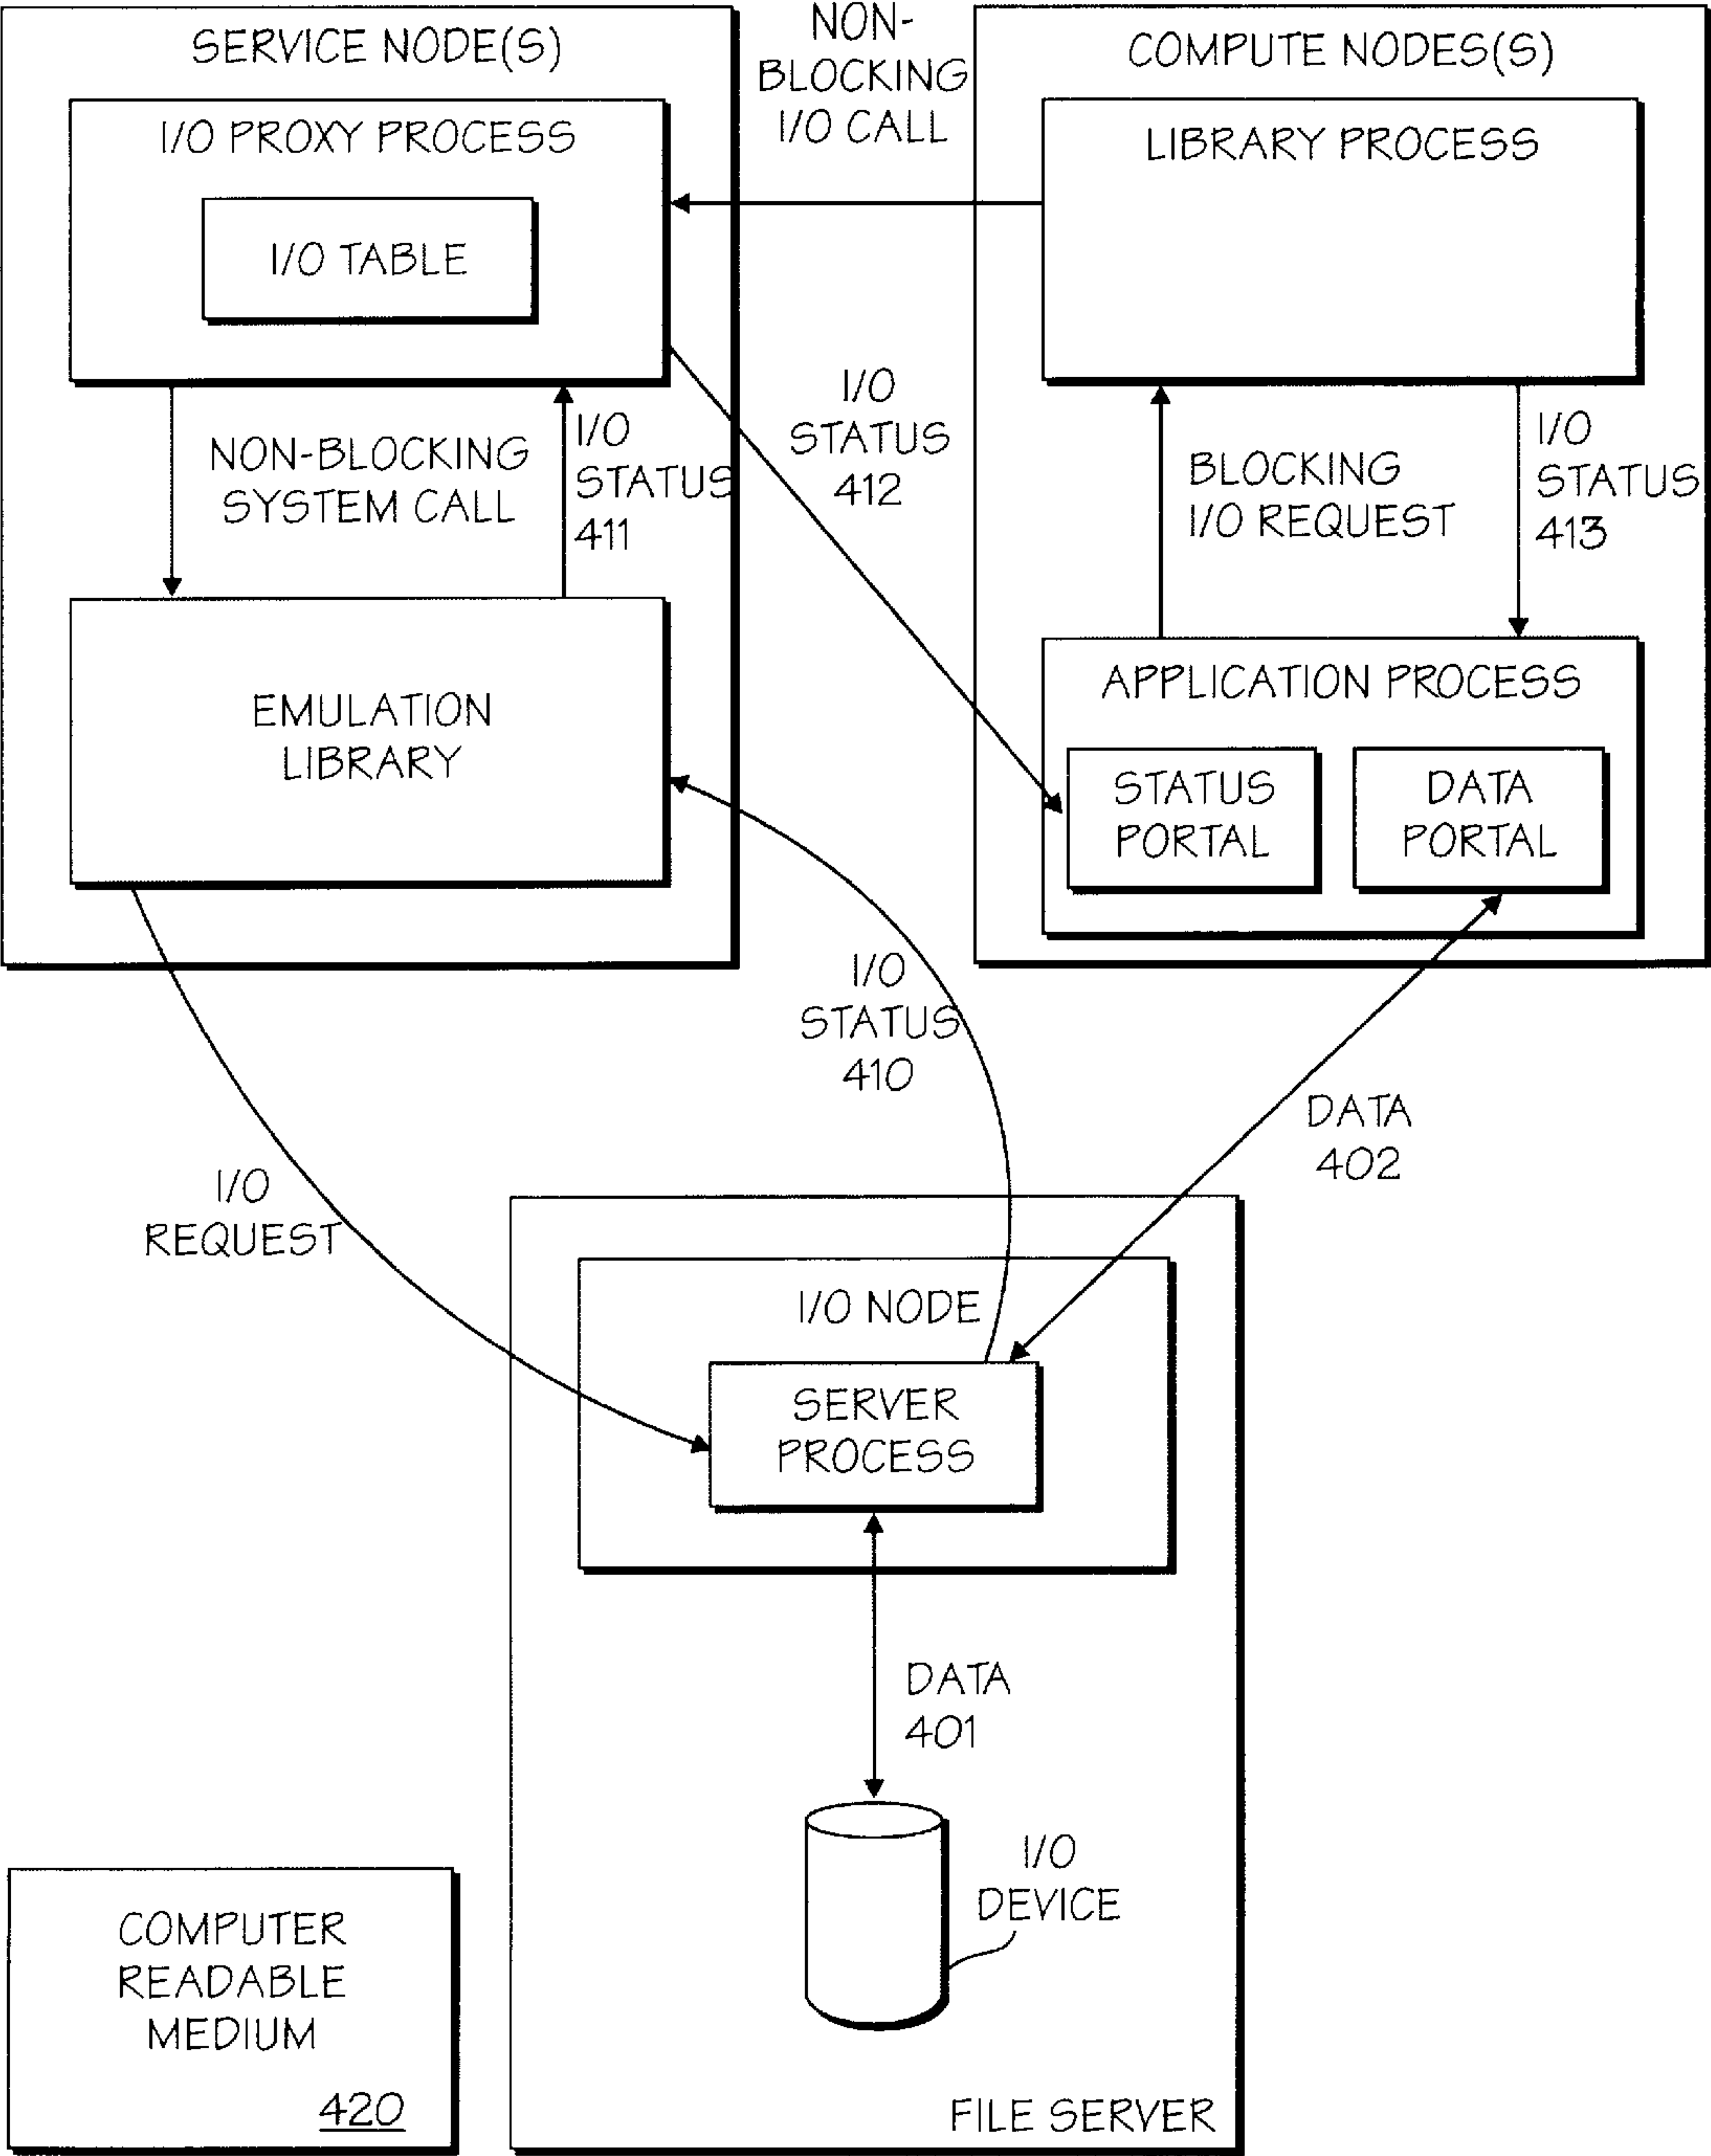 SERVICE NODE(S)
I/O PROXY PROCESS
I/O TABLE
NON-
BLOCKING
I/O CALL
COMPUTE NODES(S)
LIBRARY PROCESS
NON-BLOCKING
SYSTEM CALL
I/O
STATUS
411
I/O
STATUS
412
BLOCKING
I/O REQUEST
I/O
STATUS
413
EMULATION
LIBRARY
APPLICATION PROCESS
STATUS
PORTAL
DATA
PORTAL
I/O
STATUS
410
DATA
402
I/O
REQUEST
I/O NODE
SERVER
PROCESS
DATA
401
I/O
DEVICE
FILE SERVER
COMPUTER
READABLE
MEDIUM
420